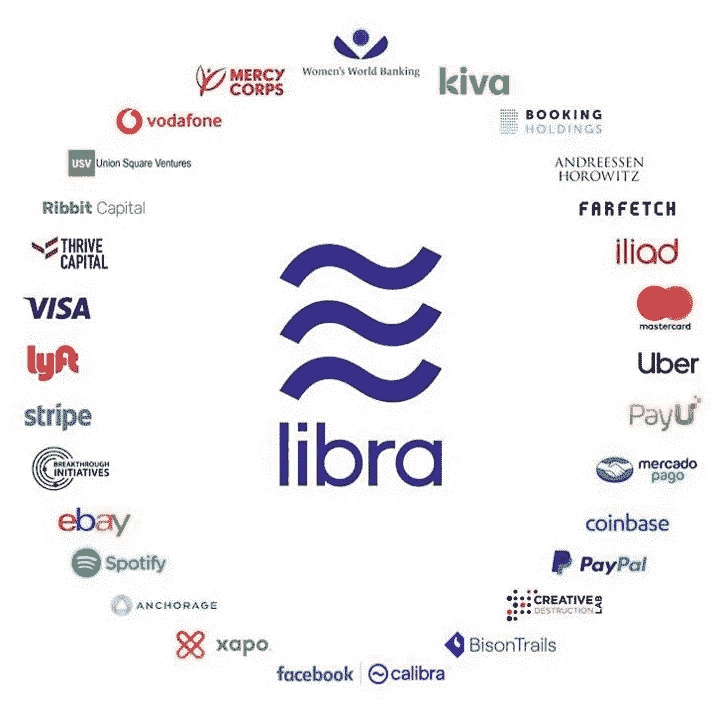 Women's World Banking
MERCY
CORPS
kiva
vodafone
BOOKING
HOLDINGS
USV Union Square Ventures
ANDREESSEN
HOROWITZ
Ribbit Capital
FARFETCH
THRIVE
CAPITAL
iliad
VISA
mastercard
lyft
Uber
stripe
PayU
BREAKTHROUGH
INITIATIVES
mercado
pago
libra
ebay
coinbase
Spotify
PayPal
ANCHORAGE
CREATIVE
DESTRUCTION
LAB
xapo
BisonTrails
facebook | calibra